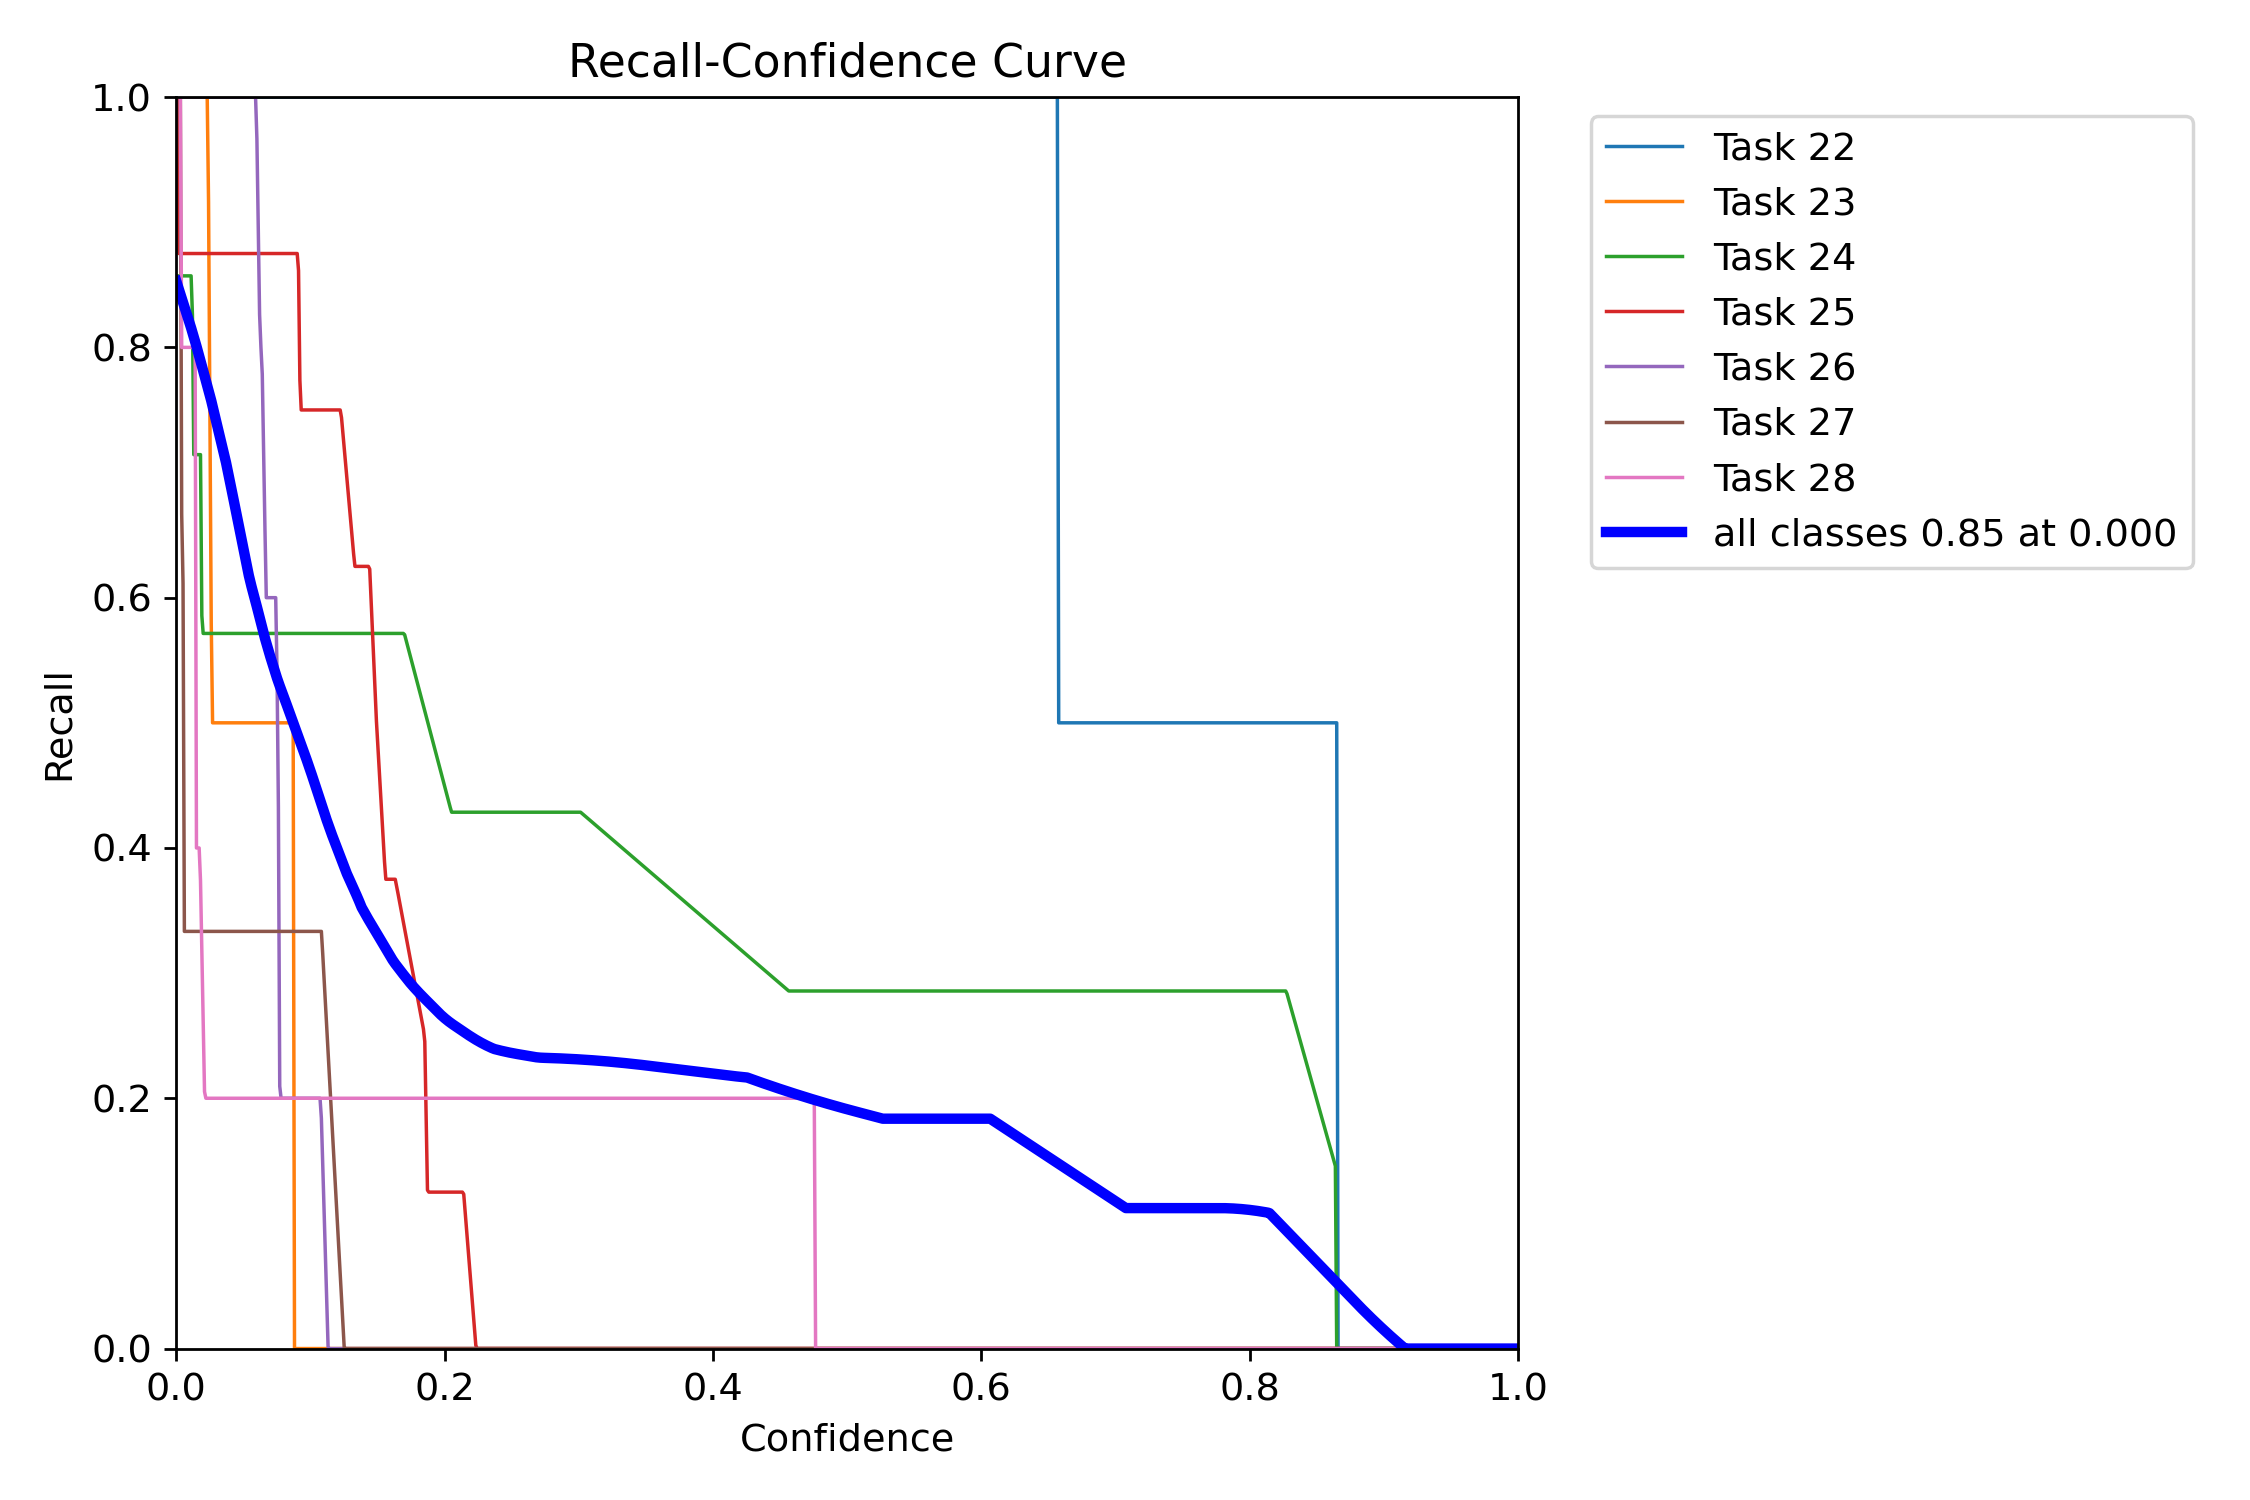 Recall-Confidence Curve
1.0
0.8
0.6
0.4
0.2
0.0
Recall
0.0 0.2 0.4 0.6 0.8 1.0
Confidence
Task 22
Task 23
Task 24
Task 25
Task 26
Task 27
Task 28
all classes 0.85 at 0.000